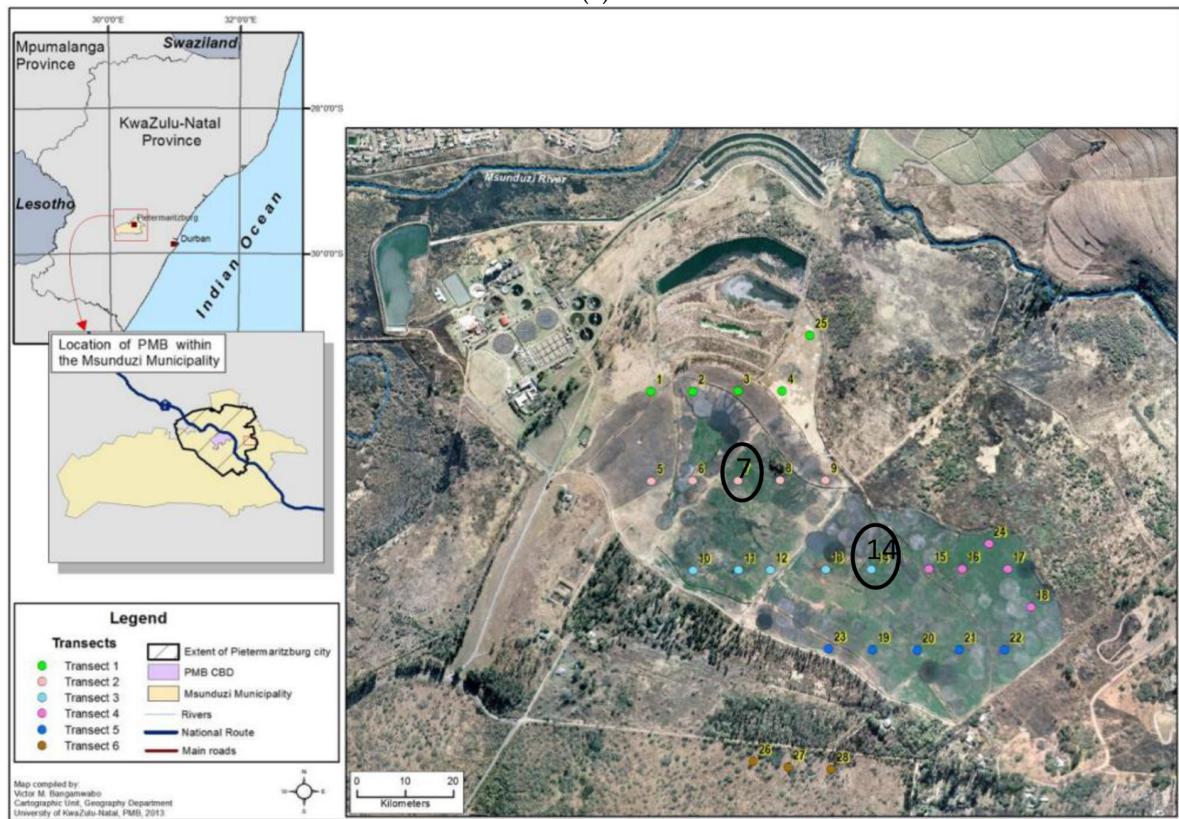 30°0'0"E
32°0'0"E
Mpumalanga
Province
Swaziland
28°0'0"S
KwaZulu-Natal
Province
Lesotho
Pietermaritzburg
Durban
30°0'0"S
Indian Ocean
Location of PMB within
the Msunduzi Municipality
Msunduzi River
25
1 2 3 4
5 6 7 8 9
10 11 12 13 14 15 16 24 17
18
23 19 20 21 22
26 27 28
0 10 20
Kilometers
Legend
Transects
Transect 1
Transect 2
Transect 3
Transect 4
Transect 5
Transect 6
Extent of Pietermaritzburg city
PMB CBD
Msunduzi Municipality
Rivers
National Route
Main roads
Map compiled by:
Victor M. Bangamwabo
Cartographic Unit, Geography Department
University of KwaZulu-Natal, PMB, 2013
N
W E
S